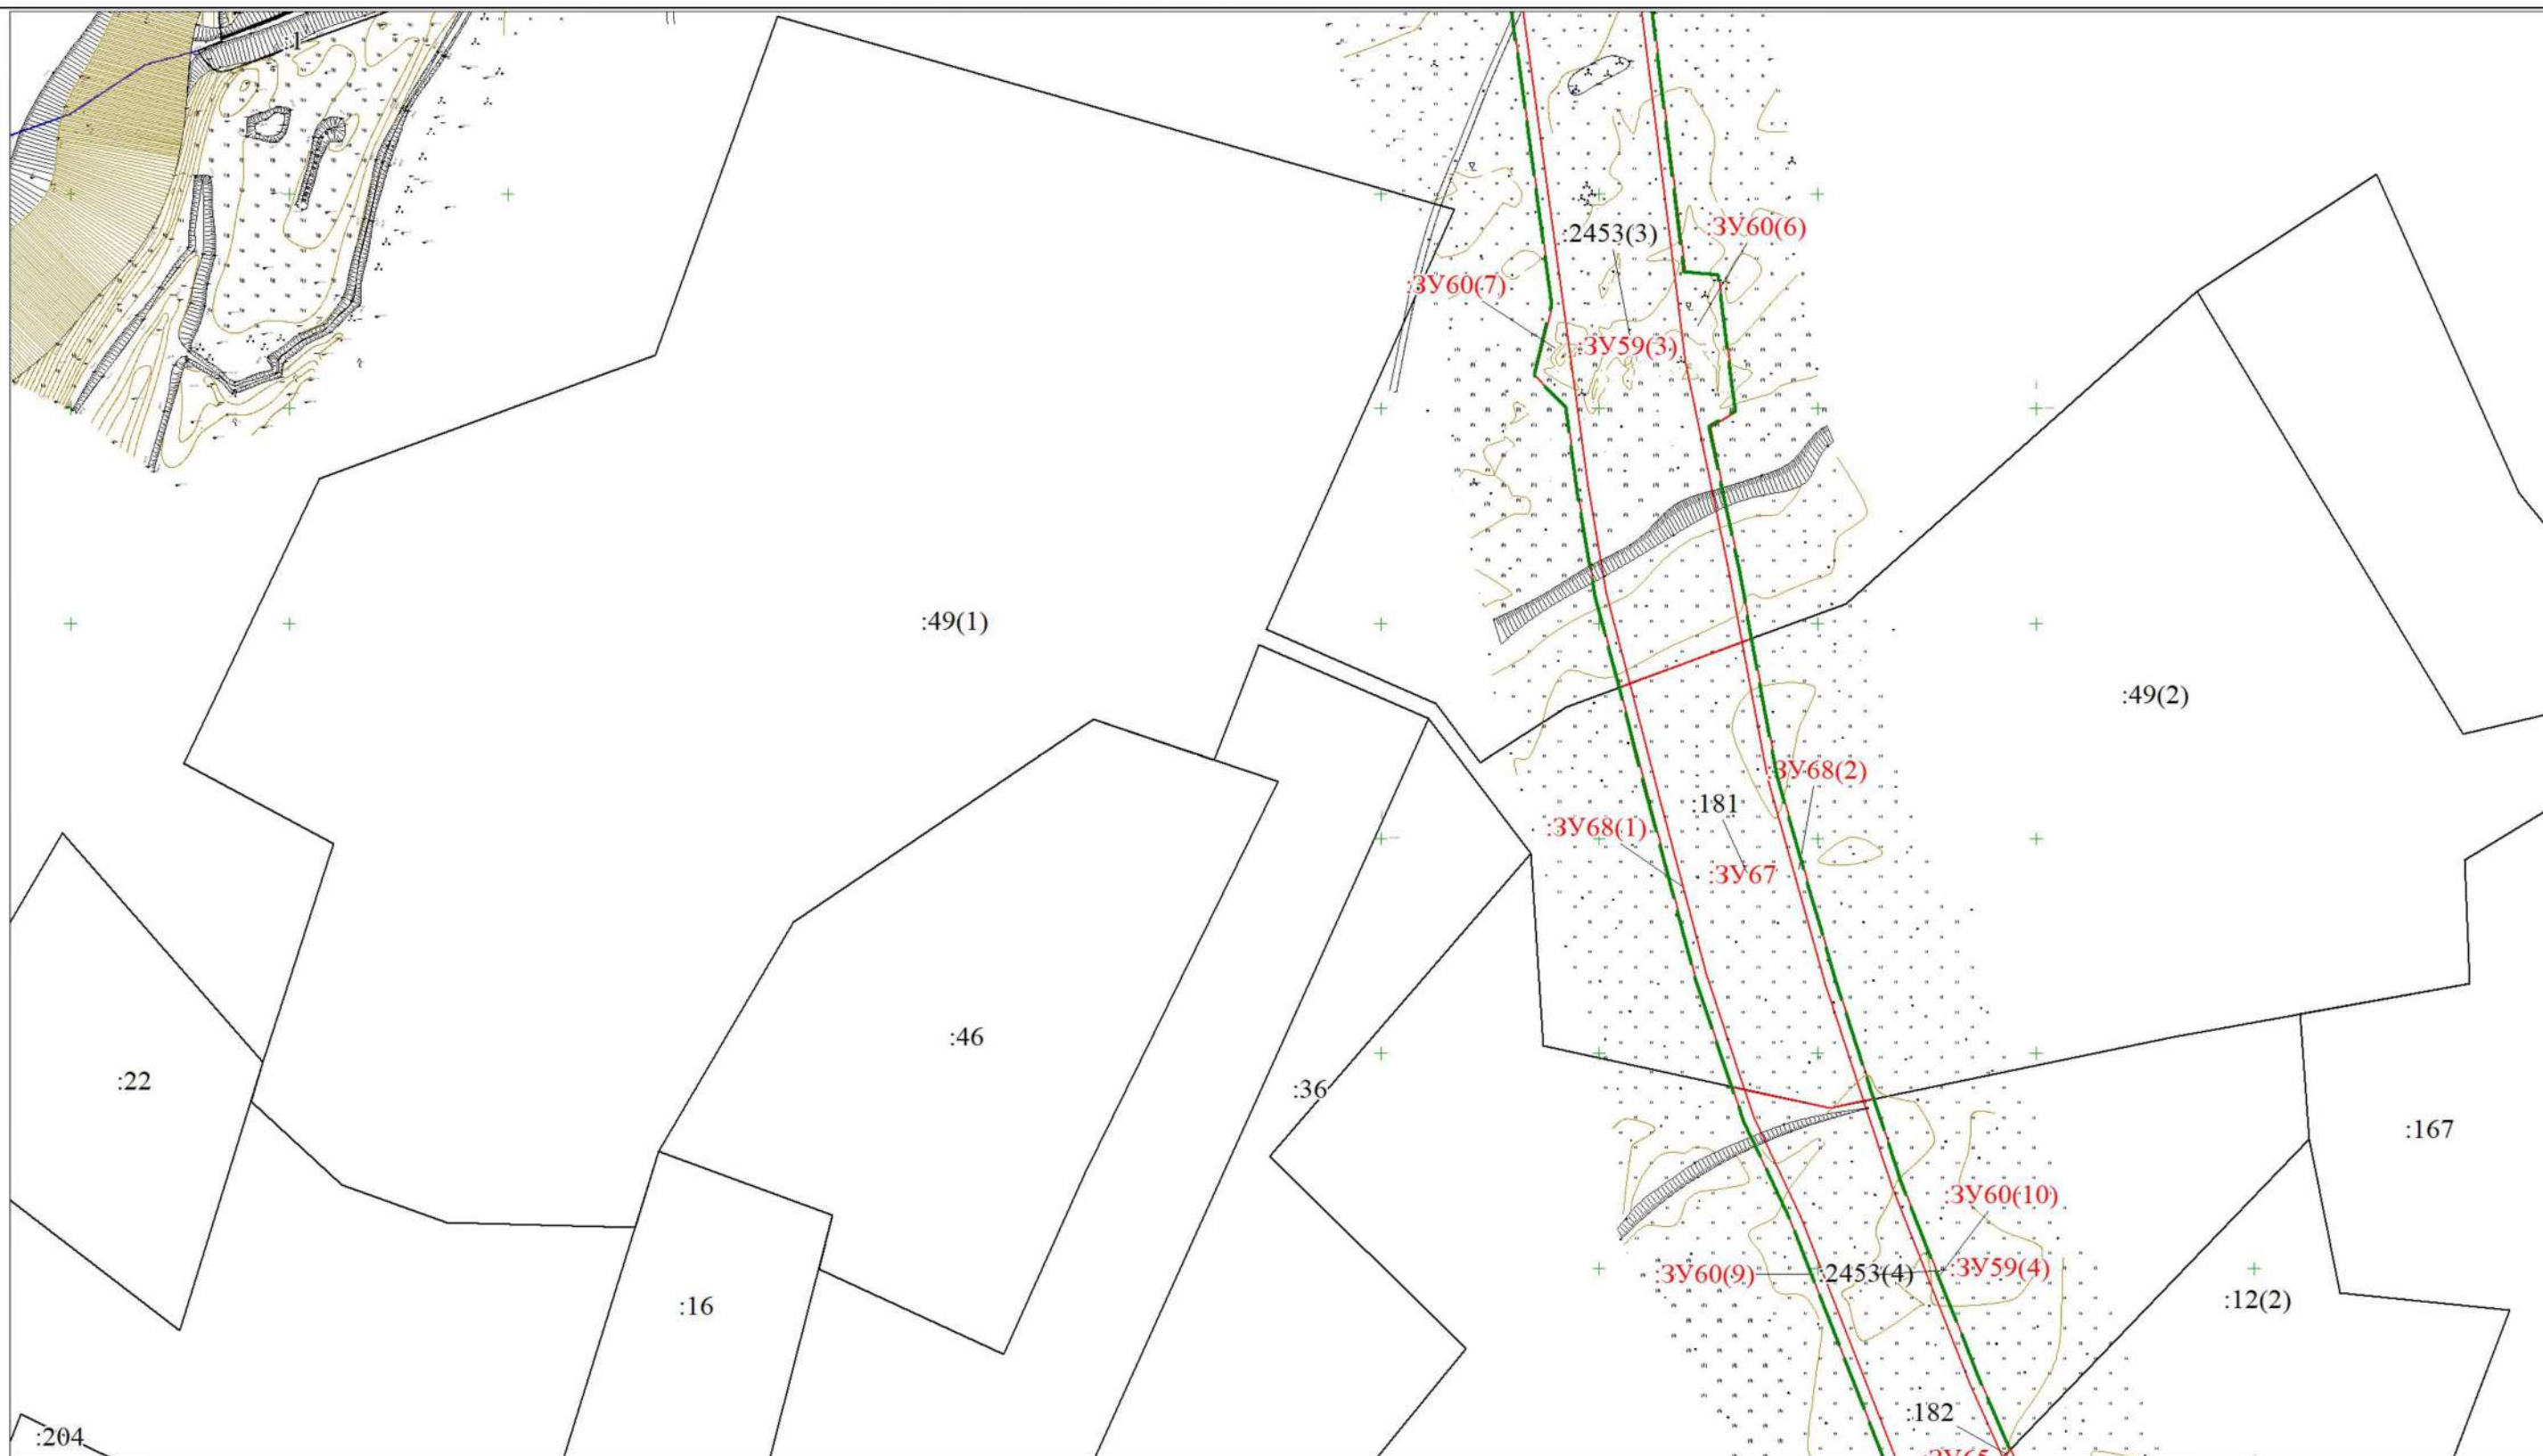 :1
:2453(3)
:ЗУ60(6)
:ЗУ60(7)
:ЗУ59(3)
:49(1)
:49(2)
:ЗУ68(2)
:181
:ЗУ68(1)
:ЗУ67
:46
:22
:36
:167
:ЗУ60(10)
:ЗУ60(9)
:2453(4)
:ЗУ59(4)
:12(2)
:16
:182
:204
:ЗУ65